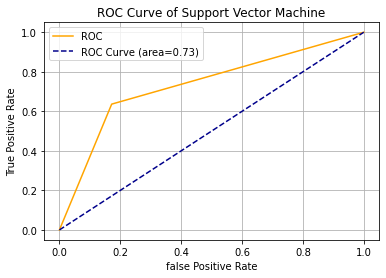 ROC Curve of Support Vector Machine
ROC
ROC Curve (area=0.73)
True Positive Rate
1.0
0.8
0.6
0.4
0.2
0.0
0.0 0.2 0.4 0.6 0.8 1.0
false Positive Rate